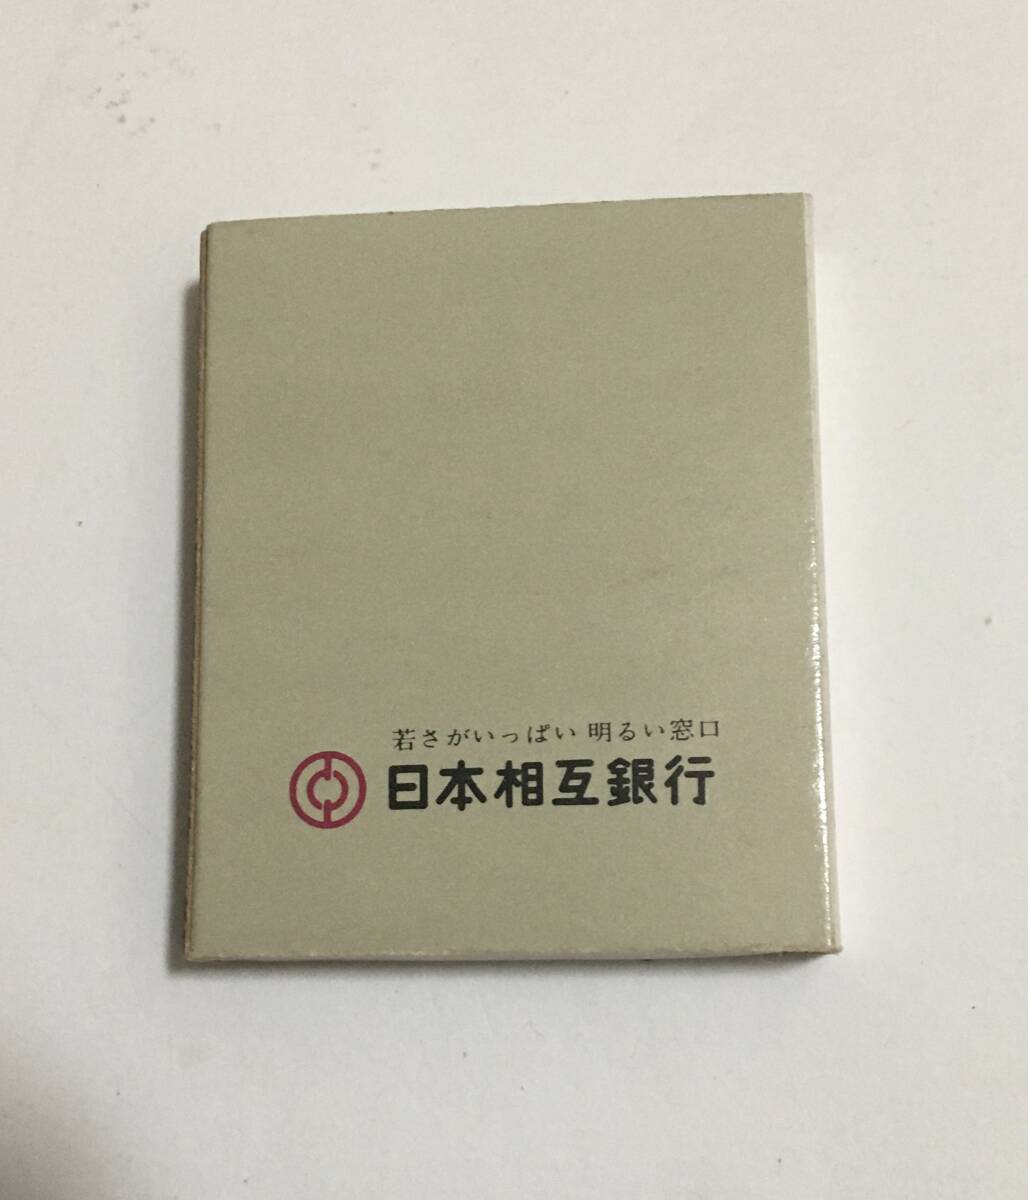 若さがいっぱい 明るい窓口
日本相互銀行